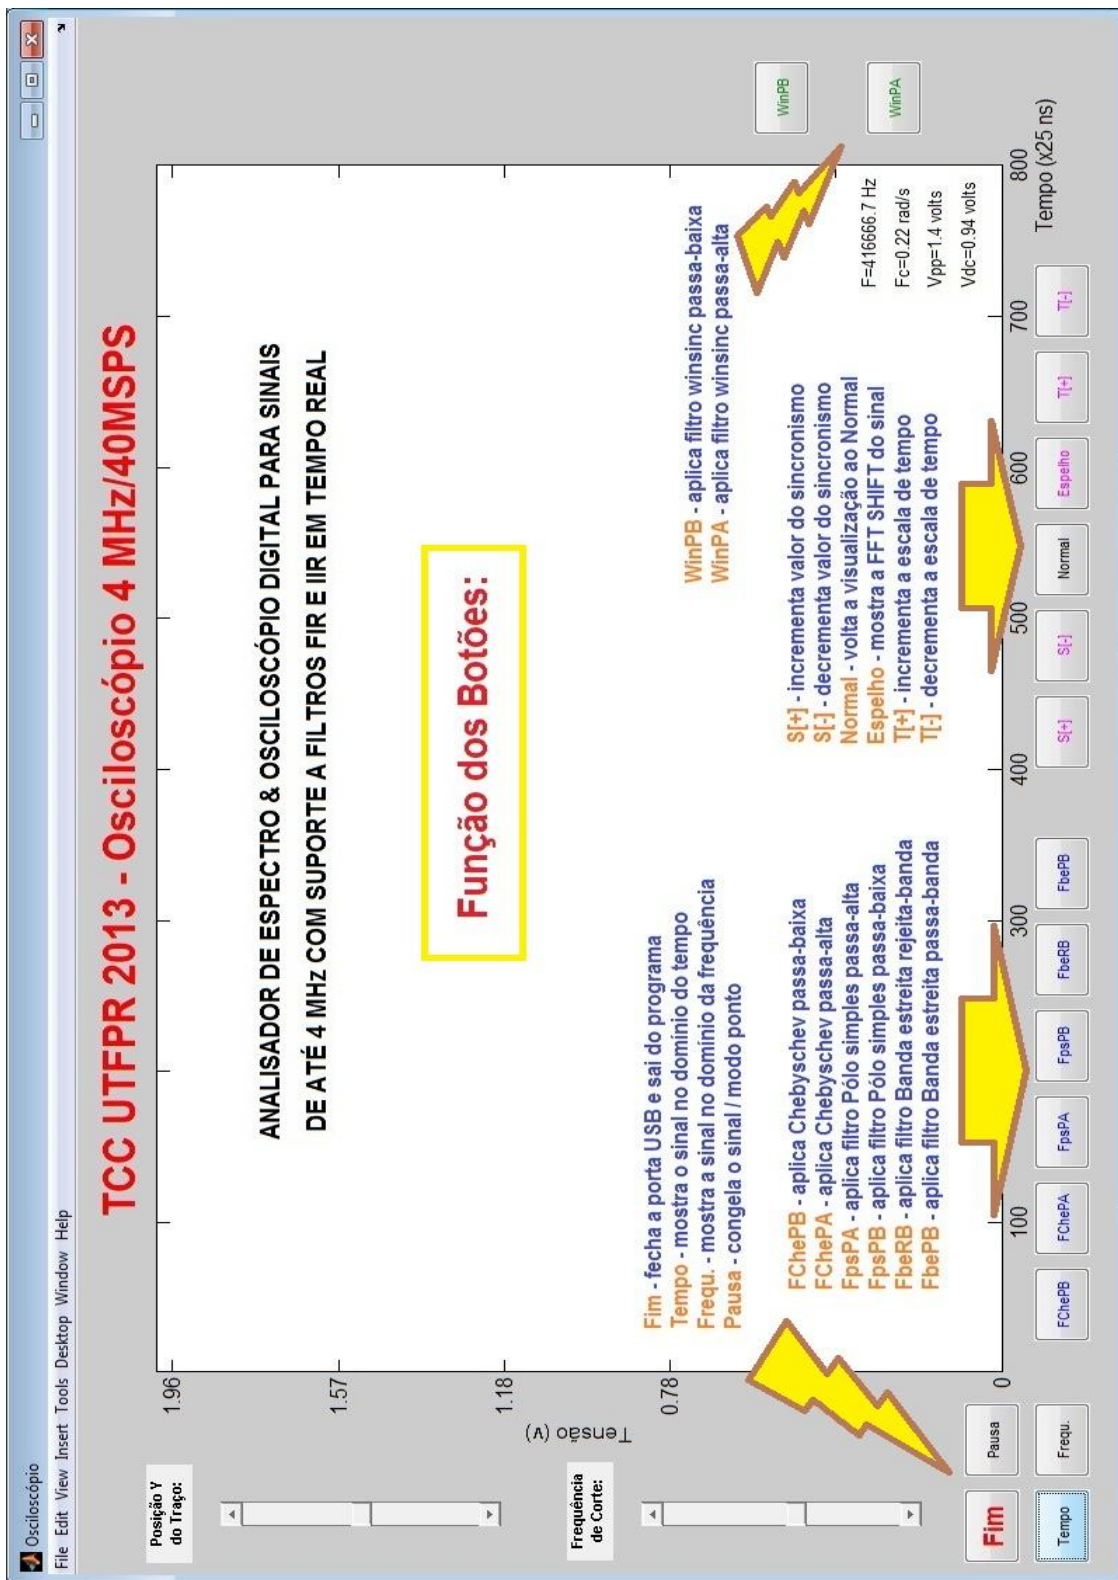 Osciloscópio
File Edit View Insert Tools Desktop Window Help
TCC UTFPR 2013 - Osciloscópio 4 MHz/40MSPS
Posição Y
do Traço:
Frequência
de Corte:
Tensão (v)
1.96
1.57
1.18
0.78
0
ANALISADOR DE ESPECTRO & OSCILOSCÓPIO DIGITAL PARA SINAIS
DE ATÉ 4 MHz COM SUPORTE A FILTROS FIR E IIR EM TEMPO REAL
Função dos Botões:
Fim - fecha a porta USB e sai do programa
Tempo - mostra o sinal no domínio do tempo
Frequ. - mostra a sinal no domínio da frequência
Pausa - congela o sinal / modo ponto
WinPB - aplica filtro winsinc passa-baixa
WinPA - aplica filtro winsinc passa-alta
FChePB - aplica Chebyschev passa-baixa
FChePA - aplica Chebyschev passa-alta
FpsPA - aplica filtro Pólo simples passa-alta
FpsPB - aplica filtro Pólo simples passa-baixa
FbeRB - aplica filtro Banda estreita rejeita-banda
FbePB - aplica filtro Banda estreita passa-banda
S[+] - incrementa valor do sincronismo
S[-] - decrementa valor do sincronismo
Normal - volta a visualização ao Normal
Espelho - mostra a FFT SHIFT do sinal
T[+] - incrementa a escala de tempo
T[-] - decrementa a escala de tempo
F=416666.7 Hz
Fc=0.22 rad/s
Vpp=1.4 volts
Vdc=0.94 volts
WinPB
WinPA
100 300 400 500 600 700 800
Tempo (x25 ns)
Fim Pausa
Tempo Frequ.
FChePB FChePA FpsPA FpsPB FbeRB FbePB S[+] S[-] Normal Espelho T[+] T[-]